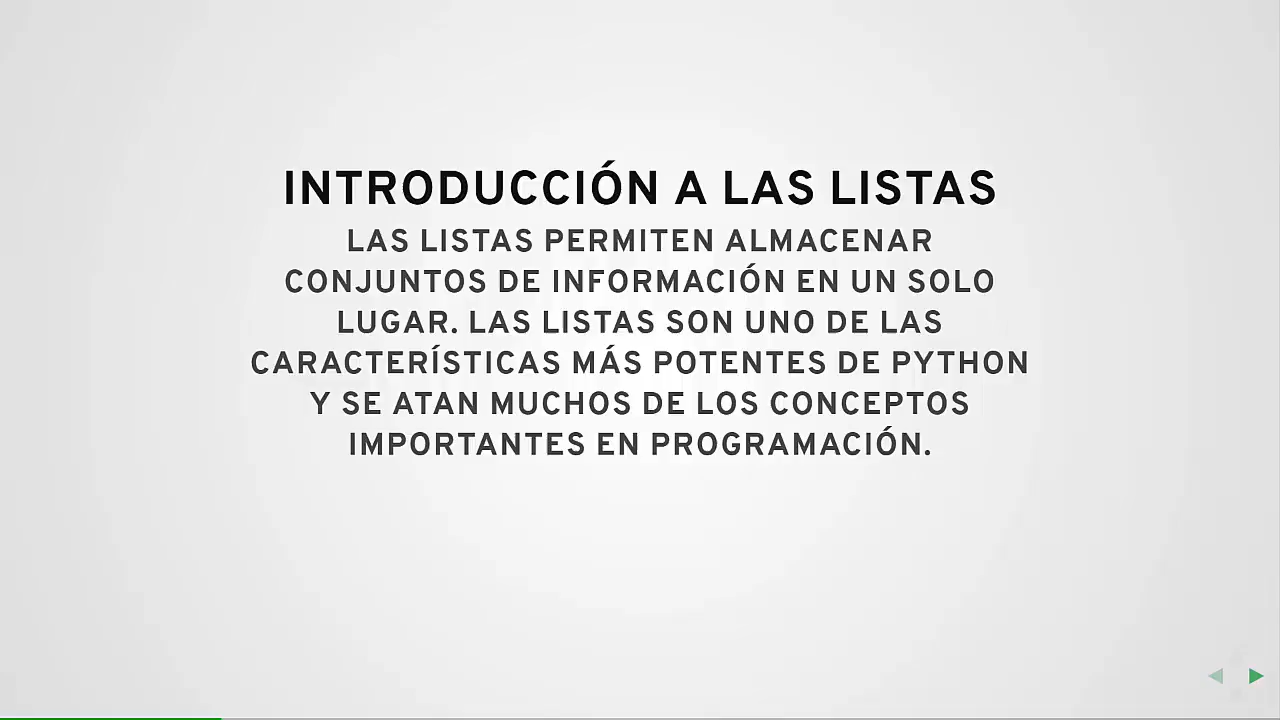 INTRODUCCIÓN A LAS LISTAS
LAS LISTAS PERMITEN ALMACENAR
CONJUNTOS DE INFORMACIÓN EN UN SOLO
LUGAR. LAS LISTAS SON UNO DE LAS
CARACTERÍSTICAS MÁS POTENTES DE PYTHON
Y SE ATAN MUCHOS DE LOS CONCEPTOS
IMPORTANTES EN PROGRAMACIÓN.